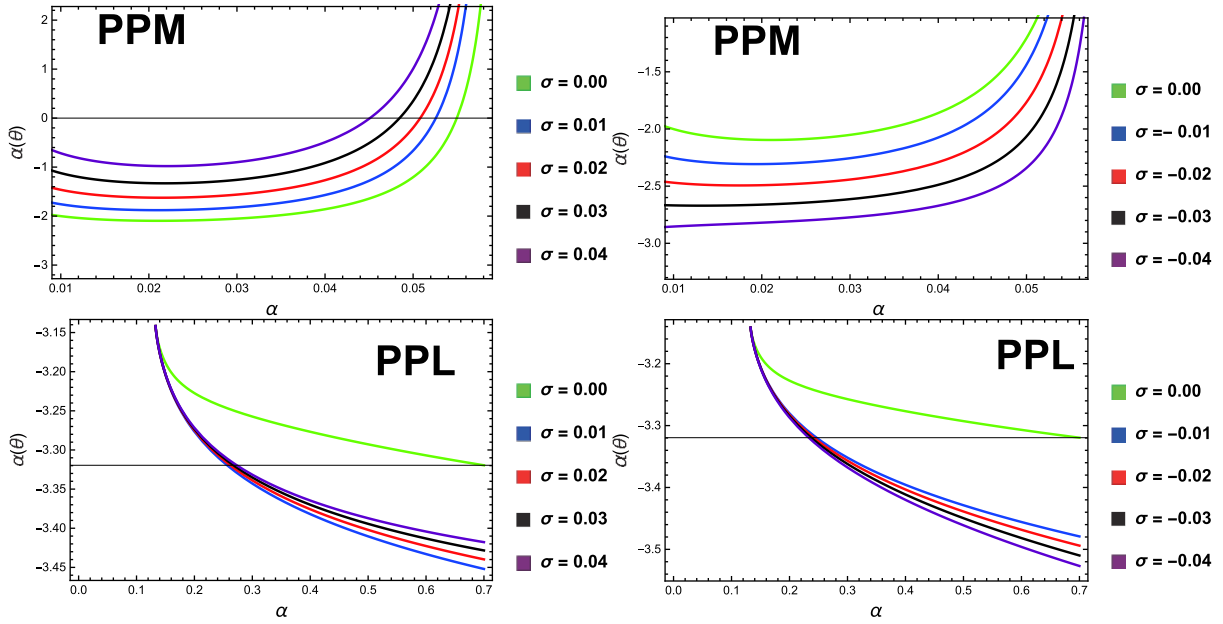 PPM
α(θ)
2
1
0
−1
−2
−3
0.01 0.02 0.03 0.04 0.05
α
σ = 0.00
σ = 0.01
σ = 0.02
σ = 0.03
σ = 0.04
PPM
α(θ)
−1.5
−2.0
−2.5
−3.0
0.01 0.02 0.03 0.04 0.05
α
σ = 0.00
σ =− 0.01
σ = −0.02
σ = −0.03
σ = −0.04
PPL
α(θ)
−3.15
−3.20
−3.25
−3.30
−3.35
−3.40
−3.45
0.0 0.1 0.2 0.3 0.4 0.5 0.6 0.7
α
σ = 0.00
σ = 0.01
σ = 0.02
σ = 0.03
σ = 0.04
PPL
α(θ)
−3.2
−3.3
−3.4
−3.5
0.0 0.1 0.2 0.3 0.4 0.5 0.6 0.7
α
σ = 0.00
σ = −0.01
σ = −0.02
σ = −0.03
σ = −0.04